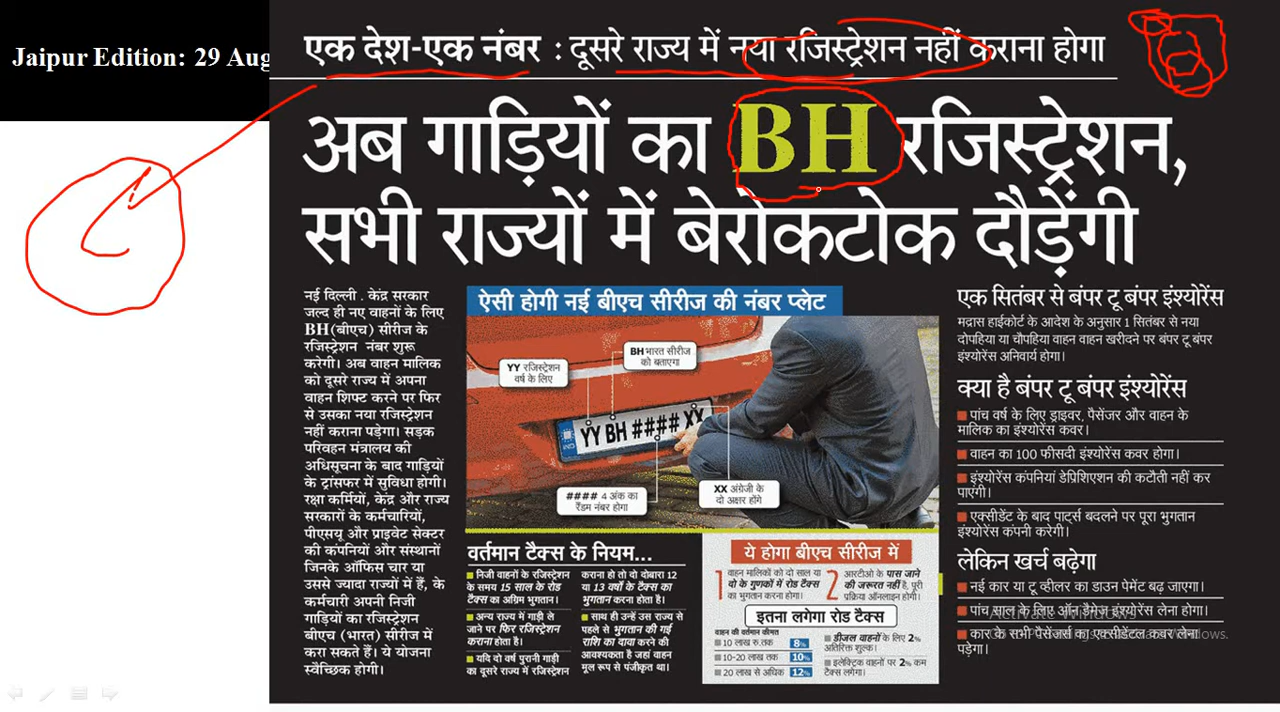 Jaipur Edition: 29 Aug
एक देश-एक नंबर : दूसरे राज्य में नया रजिस्ट्रेशन नहीं कराना होगा
अब गाड़ियों का BH रजिस्ट्रेशन,
सभी राज्यों में बेरोकटोक दौड़ेंगी
नई दिल्ली . केंद्र सरकार
जल्द ही नए वाहनों के लिए
BH(बीएच) सीरीज के
रजिस्ट्रेशन नंबर शुरू
करेगी। अब वाहन मालिक
को दूसरे राज्य में अपना
वाहन शिफ्ट करने पर फिर
से उसका नया रजिस्ट्रेशन
नहीं कराना पड़ेगा। सड़क
परिवहन मंत्रालय की
अधिसूचना के बाद गाड़ियों
के ट्रांसफर में सुविधा होगी।
रक्षा कर्मियों, केंद्र और राज्य
सरकारों के कर्मचारियों,
पीएसयू और प्राइवेट सेक्टर
की कंपनियों और संस्थानों
जिनके ऑफिस चार या
उससे ज्यादा राज्यों में हैं, के
कर्मचारी अपनी निजी
गाड़ियों का रजिस्ट्रेशन
बीएच (भारत) सीरीज में
करा सकते हैं। ये योजना
स्वैच्छिक होगी।
ऐसी होगी नई बीएच सीरीज की नंबर प्लेट
BH भारत सीरीज
को बताएगा
YY रजिस्ट्रेशन
वर्ष के लिए
YY BH #### XX
IND
XX अंग्रेजी के
दो अक्षर होंगे
#### 4 अंक का
रैंडम नंबर होगा
वर्तमान टैक्स के नियम...
निजी वाहनों के रजिस्ट्रेशन
के समय 15 साल के रोड
टैक्स का अग्रिम भुगतान।
अन्य राज्य में गाड़ी ले
जाने पर फिर रजिस्ट्रेशन
कराना होता है।
यदि दो वर्ष पुरानी गाड़ी
का दूसरे राज्य में रजिस्ट्रेशन
कराना हो तो दो दोबारा 12
या 13 वर्षों के टैक्स का
भुगतान करना होता है।
साथ ही उन्हें उस राज्य से
पहले से भुगतान की गई
राशि का दावा करने की
आवश्यकता है जहां वाहन
मूल रूप से पंजीकृत था।
ये होगा बीएच सीरीज में
1 वाहन मालिकों को दो साल या
दो के गुणकों में रोड टैक्स
का भुगतान करना होगा।
2 आरटीओ के पास जाने
की जरूरत नहीं है, पूरी
प्रक्रिया ऑनलाइन होगी।
इतना लगेगा रोड टैक्स
वाहन की वर्तमान कीमत
10 लाख रु.तक 8%
10-20 लाख तक 10%
20 लाख से अधिक 12%
डीजल वाहनों के लिए 2%
अतिरिक्त शुल्क।
इलेक्ट्रिक वाहनों पर 2% कम
टैक्स लगेगा।
एक सितंबर से बंपर टू बंपर इंश्योरेंस
मद्रास हाईकोर्ट के आदेश के अनुसार 1 सितंबर से नया
दोपहिया या चौपहिया वाहन वाहन खरीदने पर बंपर टू बंपर
इंश्योरेंस अनिवार्य होगा।
क्या है बंपर टू बंपर इंश्योरेंस
पांच वर्ष के लिए ड्राइवर, पैसेंजर और वाहन के
मालिक का इंश्योरेंस कवर।
वाहन का 100 फीसदी इंश्योरेंस कवर होगा।
इंश्योरेंस कंपनियां डेप्रिशिएशन की कटौती नहीं कर
पाएंगी।
एक्सीडेंट के बाद पार्ट्स बदलने पर पूरा भुगतान
इंश्योरेंस कंपनी करेगी।
लेकिन खर्च बढ़ेगा
नई कार या टू व्हीलर का डाउन पेमेंट बढ़ जाएगा।
पांच साल के लिए ऑन डैमेज इंश्योरेंस लेना होगा।
Activate Windows
कार के सभी पैसेंजर्स का एक्सीडेंटल कवर लेना
पड़ेगा।